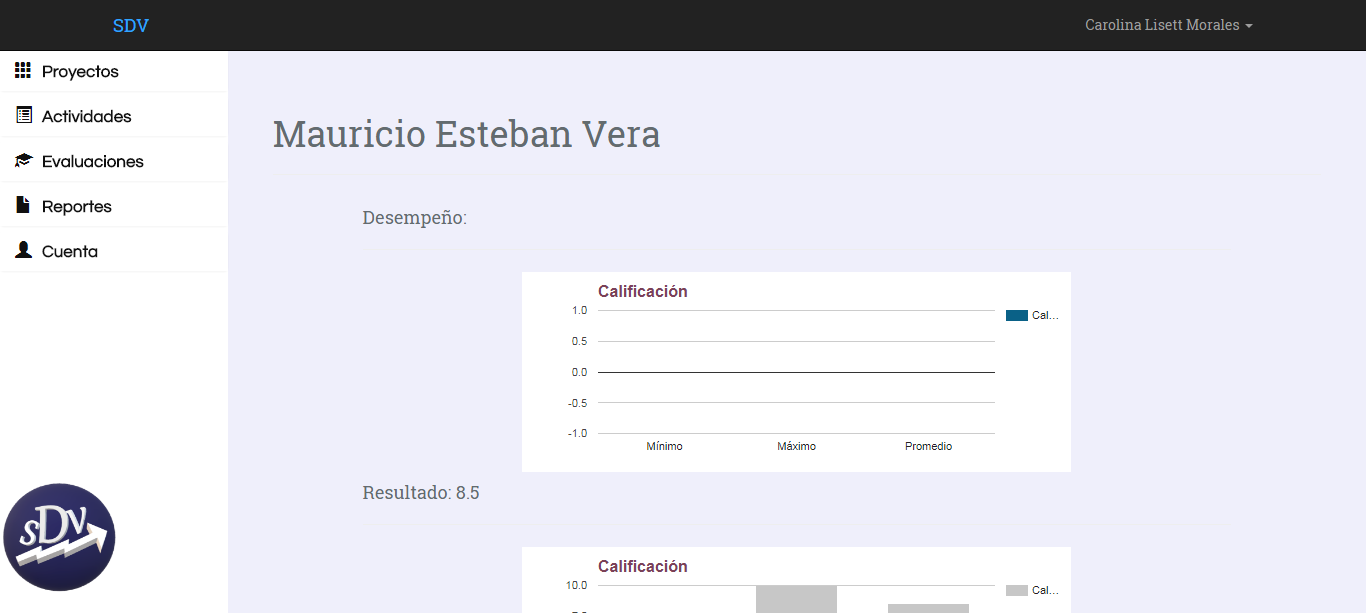 SDV
Carolina Lisett Morales
Proyectos
Actividades
Evaluaciones
Reportes
Cuenta
sDV
Mauricio Esteban Vera
Desempeño:
Calificación
1.0
0.5
0.0
-0.5
-1.0
Mínimo
Máximo
Promedio
Cal...
Resultado: 8.5
Calificación
10.0
Cal...